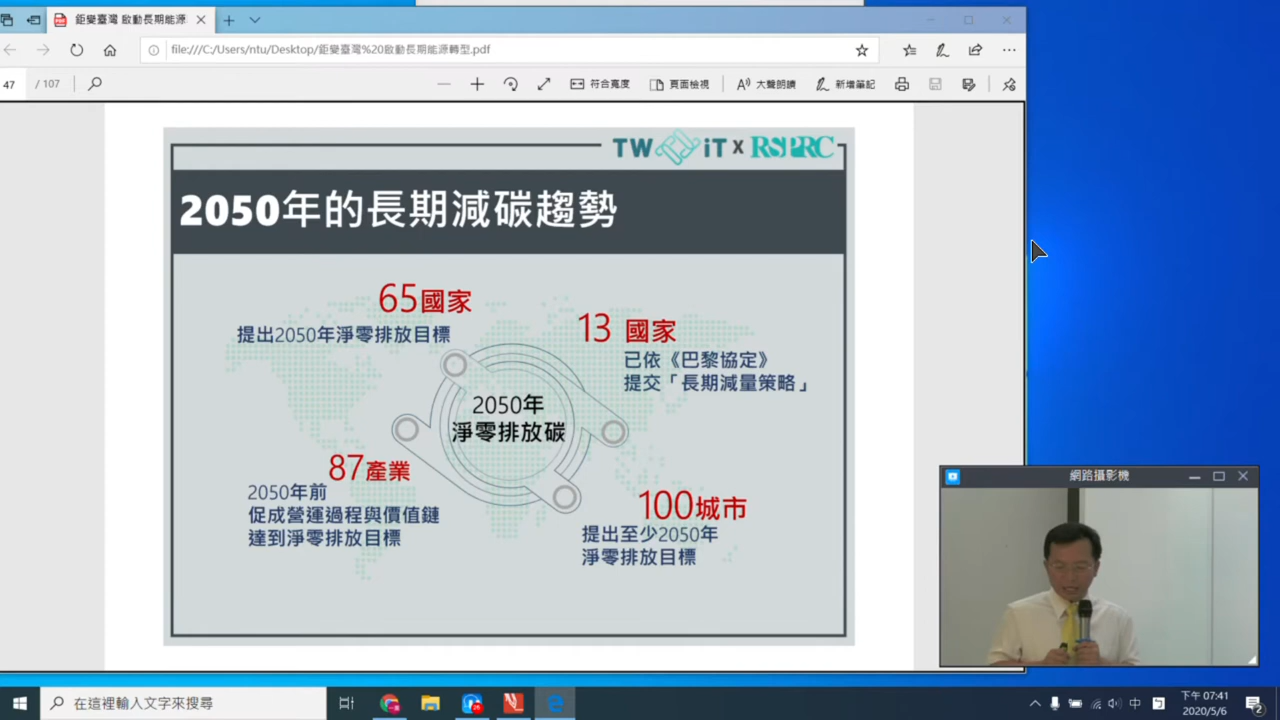 鉅變臺灣 啟動長期能源
file:///C:/Users/ntu/Desktop/鉅變臺灣%20啟動長期能源轉型.pdf
47 / 107
符合寬度
頁面檢視
大聲朗讀
新增筆記
TW iT X RSPRC
2050年的長期減碳趨勢
65國家
提出2050年淨零排放目標
13 國家
已依《巴黎協定》
提交「長期減量策略」
2050年
淨零排放碳
87產業
2050年前
促成營運過程與價值鏈
達到淨零排放目標
100城市
提出至少2050年
淨零排放目標
網路攝影機
在這裡輸入文字來搜尋
中
下午 07:41
2020/5/6
2